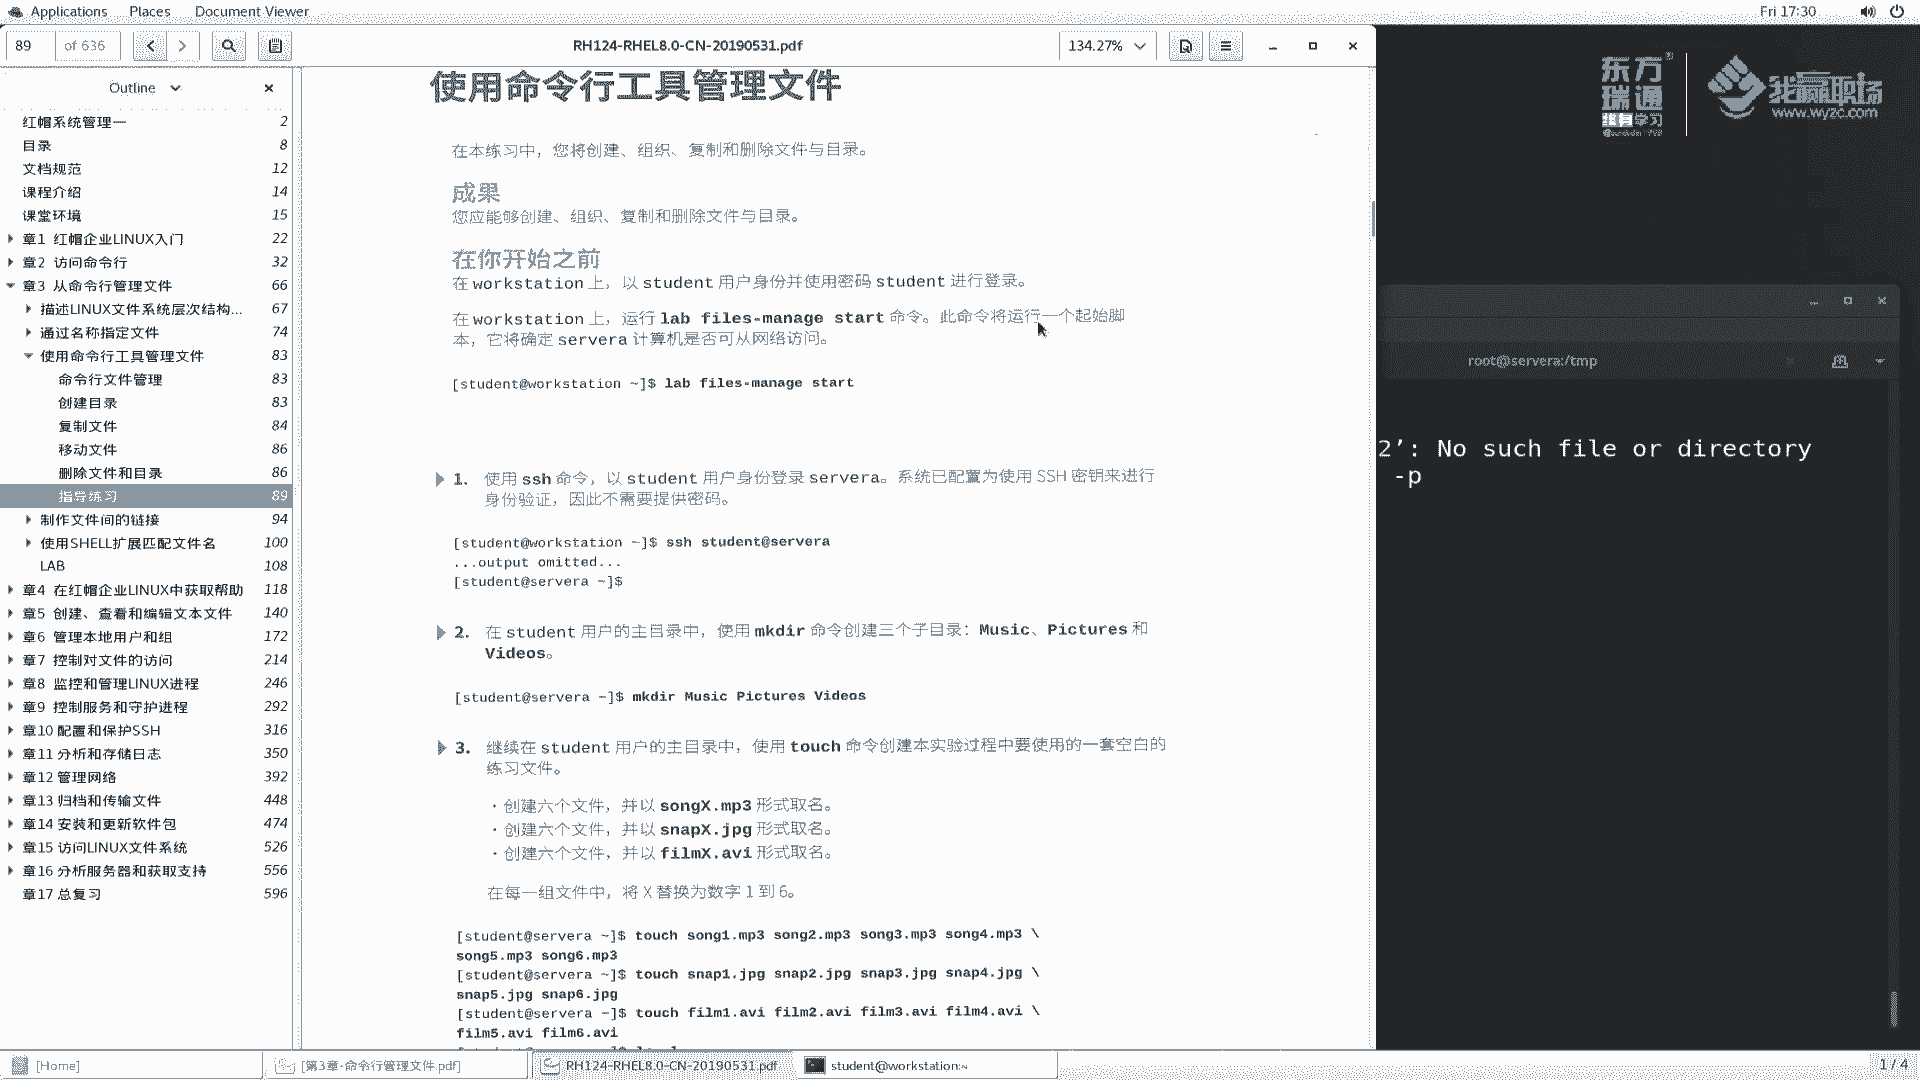 Applications Places Document Viewer
Fri 17:30
89 of 636
RH124-RHEL8.0-CN-20190531.pdf
134.27%
Outline
红帽系统管理一 2
目录 8
文档规范 12
课程介绍 14
课堂环境 15
章1 红帽企业LINUX入门 22
章2 访问命令行 32
章3 从命令行管理文件 66
描述LINUX文件系统层次结构... 67
通过名称指定文件 74
使用命令行工具管理文件 83
命令行文件管理 83
创建目录 83
复制文件 84
移动文件 86
删除文件和目录 86
指导练习 89
制作文件间的链接 94
使用SHELL扩展匹配文件名 100
LAB 108
章4 在红帽企业LINUX中获取帮助 118
章5 创建、查看和编辑文本文件 140
章6 管理本地用户和组 172
章7 控制对文件的访问 214
章8 监控和管理LINUX进程 246
章9 控制服务和守护进程 292
章10 配置和保护SSH 316
章11 分析和存储日志 350
章12 管理网络 392
章13 归档和传输文件 448
章14 安装和更新软件包 474
章15 访问LINUX文件系统 526
章16 分析服务器和获取支持 556
章17 总复习 596
使用命令行工具管理文件
在本练习中，您将创建、组织、复制和删除文件与目录。
成果
您应能够创建、组织、复制和删除文件与目录。
在你开始之前
在 workstation 上，以 student 用户身份并使用密码 student 进行登录。
在 workstation 上，运行 lab files-manage start 命令。此命令将运行一个起始脚
本，它将确定 servera 计算机是否可从网络访问。
[student@workstation ~]$ lab files-manage start
1. 使用 ssh 命令，以 student 用户身份登录 servera。系统已配置为使用 SSH 密钥来进行
身份验证，因此不需要提供密码。
[student@workstation ~]$ ssh student@servera
...output omitted...
[student@servera ~]$
2. 在 student 用户的主目录中，使用 mkdir 命令创建三个子目录：Music、Pictures 和
Videos。
[student@servera ~]$ mkdir Music Pictures Videos
3. 继续在 student 用户的主目录中，使用 touch 命令创建本实验过程中要使用的一套空白的
练习文件。
· 创建六个文件，并以 songX.mp3 形式取名。
· 创建六个文件，并以 snapX.jpg 形式取名。
· 创建六个文件，并以 filmX.avi 形式取名。
在每一组文件中，将 X 替换为数字 1 到 6。
[student@servera ~]$ touch song1.mp3 song2.mp3 song3.mp3 song4.mp3 \
song5.mp3 song6.mp3
[student@servera ~]$ touch snap1.jpg snap2.jpg snap3.jpg snap4.jpg \
snap5.jpg snap6.jpg
[student@servera ~]$ touch film1.avi film2.avi film3.avi film4.avi \
film5.avi film6.avi
东方
瑞通
终身学习
我赢职场
www.wyzc.com
root@servera:/tmp
2’: No such file or directory
-p
[Home]
[第3章-命令行管理文件.pdf]
RH124-RHEL8.0-CN-20190531.pdf
student@workstation:~
1 / 4